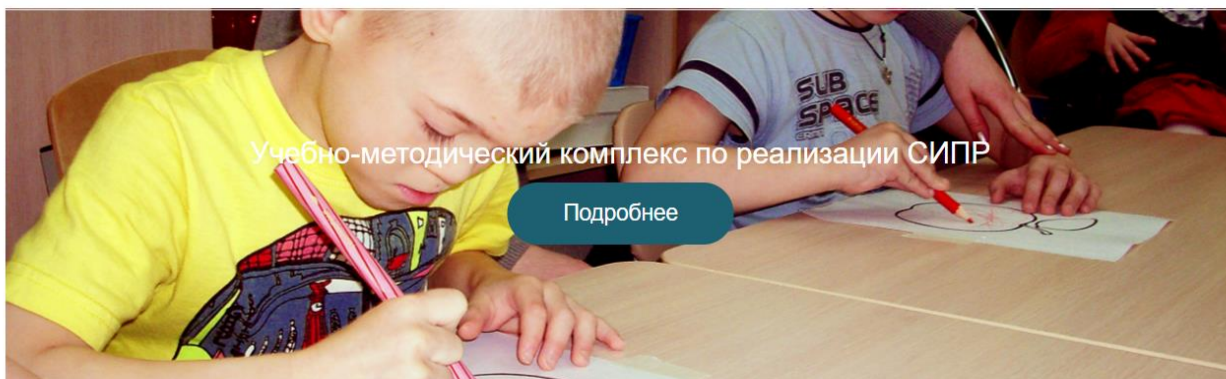 SUB
SPACE
Учебно-методический комплекс по реализации СИПР
Подробнее